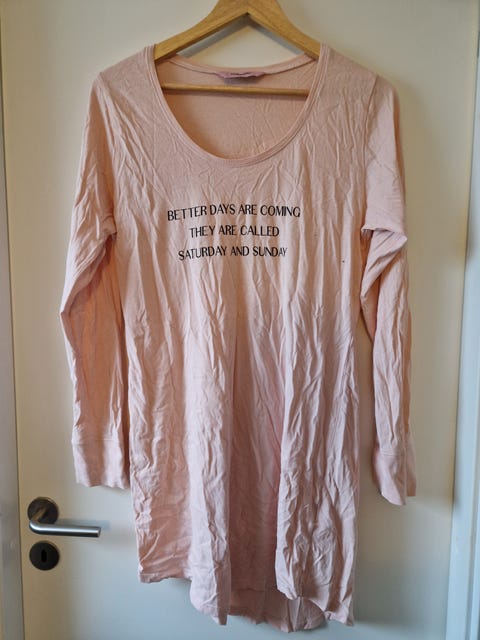 BETTER DAYS ARE COMING
THEY ARE CALLED
SATURDAY AND SUNDAY